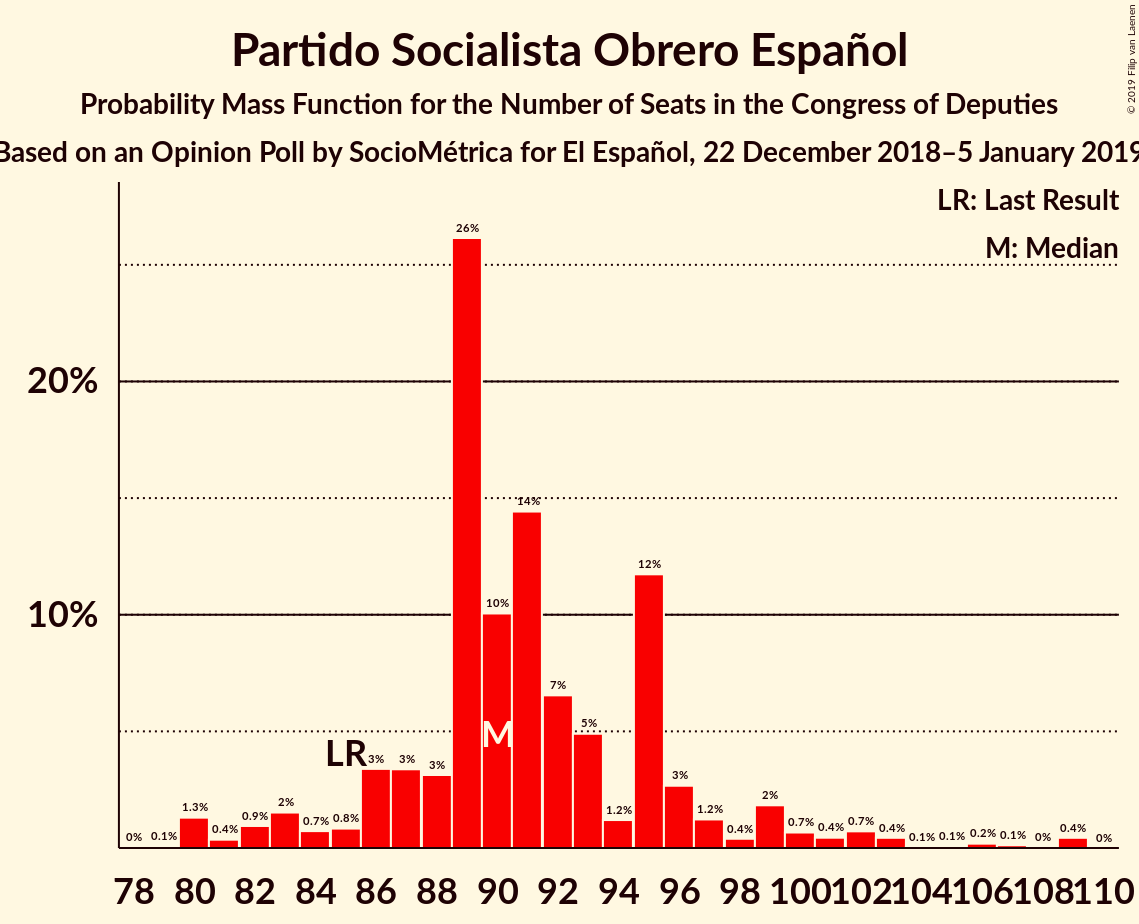 Partido Socialista Obrero Español
Probability Mass Function for the Number of Seats in the Congress of Deputies
Based on an Opinion Poll by SocioMétrica for El Español, 22 December 2018–5 January 2019
© 2019 Filip van Laenen
LR: Last Result
M: Median
20%
10%
0% 0.1% 1.3% 0.4% 0.9% 2% 0.7% 0.8% 3% 3% 3% 26% 10% 14% 7% 5% 1.2% 12% 3% 1.2% 0.4% 2% 0.7% 0.4% 0.7% 0.4% 0.1% 0.1% 0.2% 0.1% 0% 0.4% 0%
LR
M
78 80 82 84 86 88 90 92 94 96 98 100 102 104 106 108 110